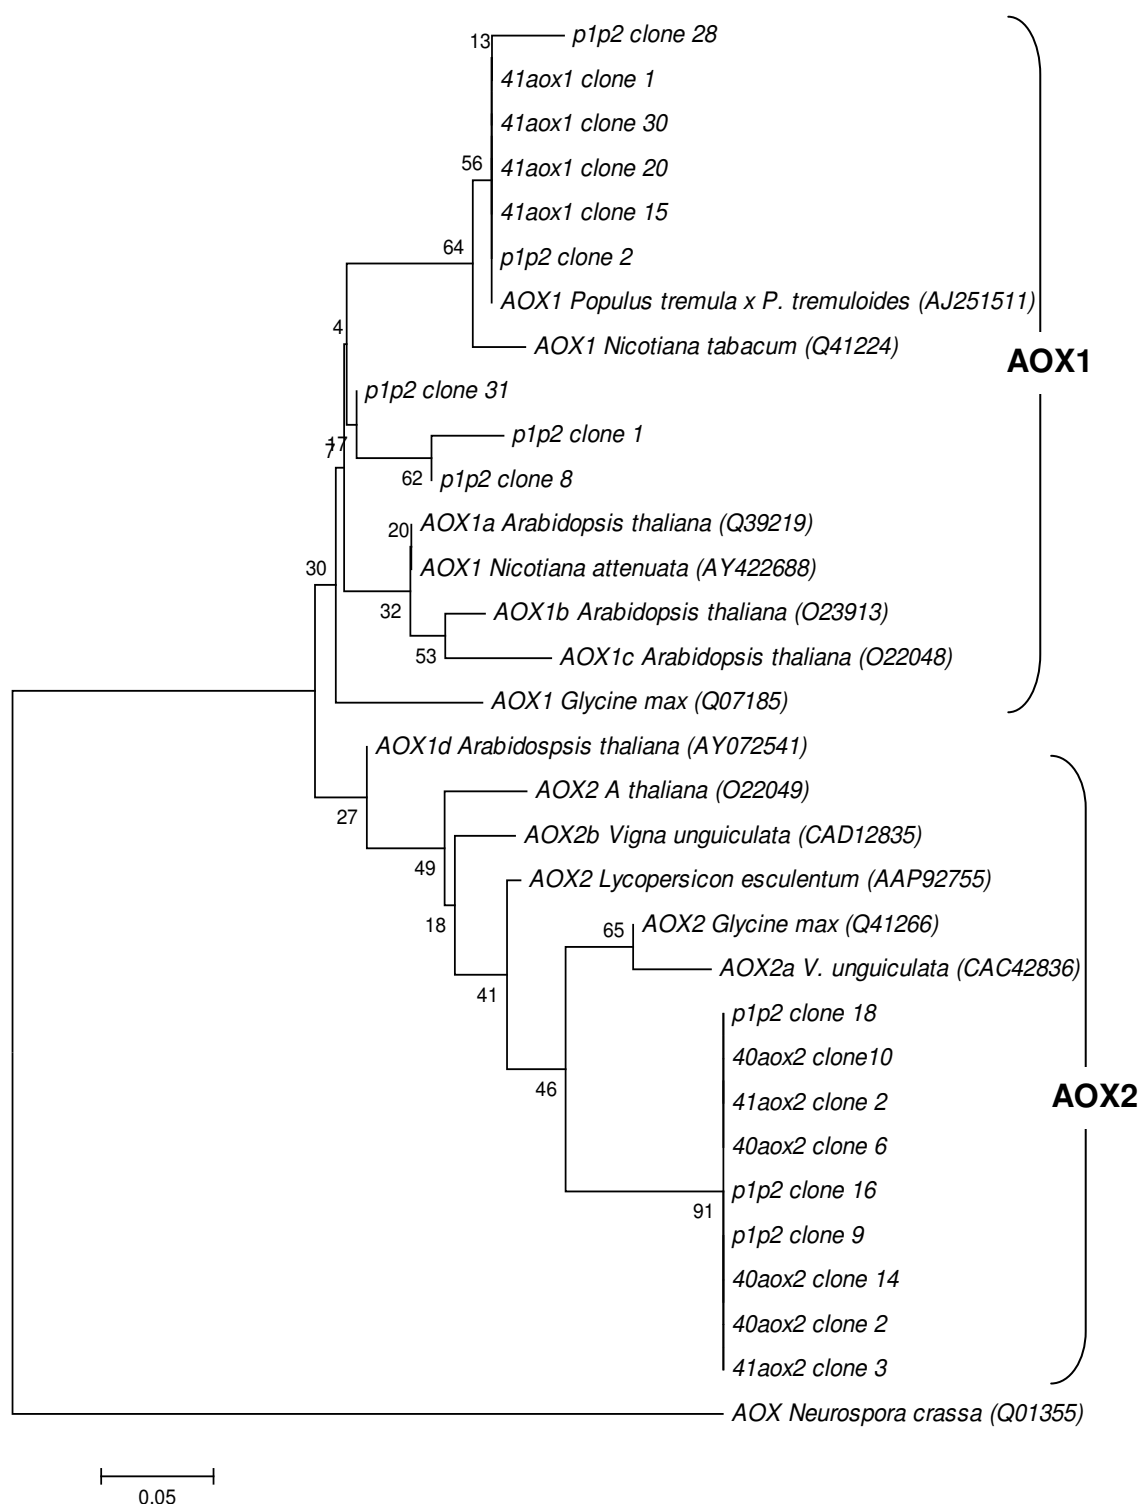 13
p1p2 clone 28
41aox1 clone 1
41aox1 clone 30
56
41aox1 clone 20
41aox1 clone 15
64
p1p2 clone 2
AOX1 Populus tremula x P. tremuloides (AJ251511)
4
AOX1 Nicotiana tabacum (Q41224)
AOX1
p1p2 clone 31
17
7
p1p2 clone 1
62
p1p2 clone 8
20
AOX1a Arabidopsis thaliana (Q39219)
30
AOX1 Nicotiana attenuata (AY422688)
32
AOX1b Arabidopsis thaliana (O23913)
53
AOX1c Arabidopsis thaliana (O22048)
AOX1 Glycine max (Q07185)
AOX1d Arabidospsis thaliana (AY072541)
27
AOX2 A thaliana (O22049)
AOX2b Vigna unguiculata (CAD12835)
49
AOX2 Lycopersicon esculentum (AAP92755)
18
65
AOX2 Glycine max (Q41266)
AOX2a V. unguiculata (CAC42836)
41
p1p2 clone 18
40aox2 clone10
46
41aox2 clone 2
AOX2
40aox2 clone 6
p1p2 clone 16
91
p1p2 clone 9
40aox2 clone 14
40aox2 clone 2
41aox2 clone 3
AOX Neurospora crassa (Q01355)
0.05